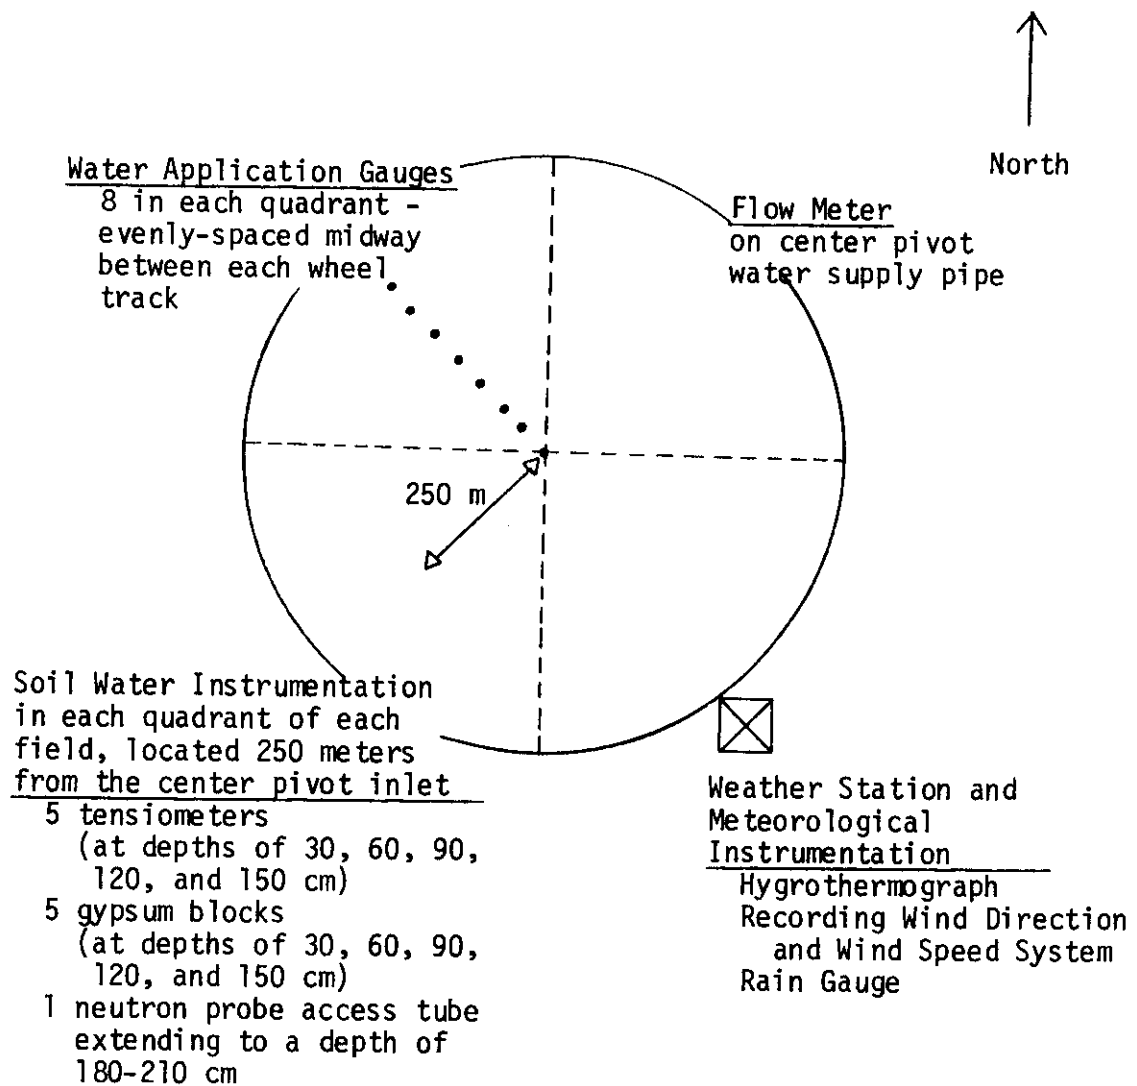 North
Water Application Gauges
8 in each quadrant -
evenly-spaced midway
between each wheel
track
Flow Meter
on center pivot
water supply pipe
250 m
Soil Water Instrumentation
in each quadrant of each
field, located 250 meters
from the center pivot inlet
5 tensiometers
(at depths of 30, 60, 90,
120, and 150 cm)
5 gypsum blocks
(at depths of 30, 60, 90,
120, and 150 cm)
1 neutron probe access tube
extending to a depth of
180-210 cm
Weather Station and
Meteorological
Instrumentation
Hygrothermograph
Recording Wind Direction
and Wind Speed System
Rain Gauge